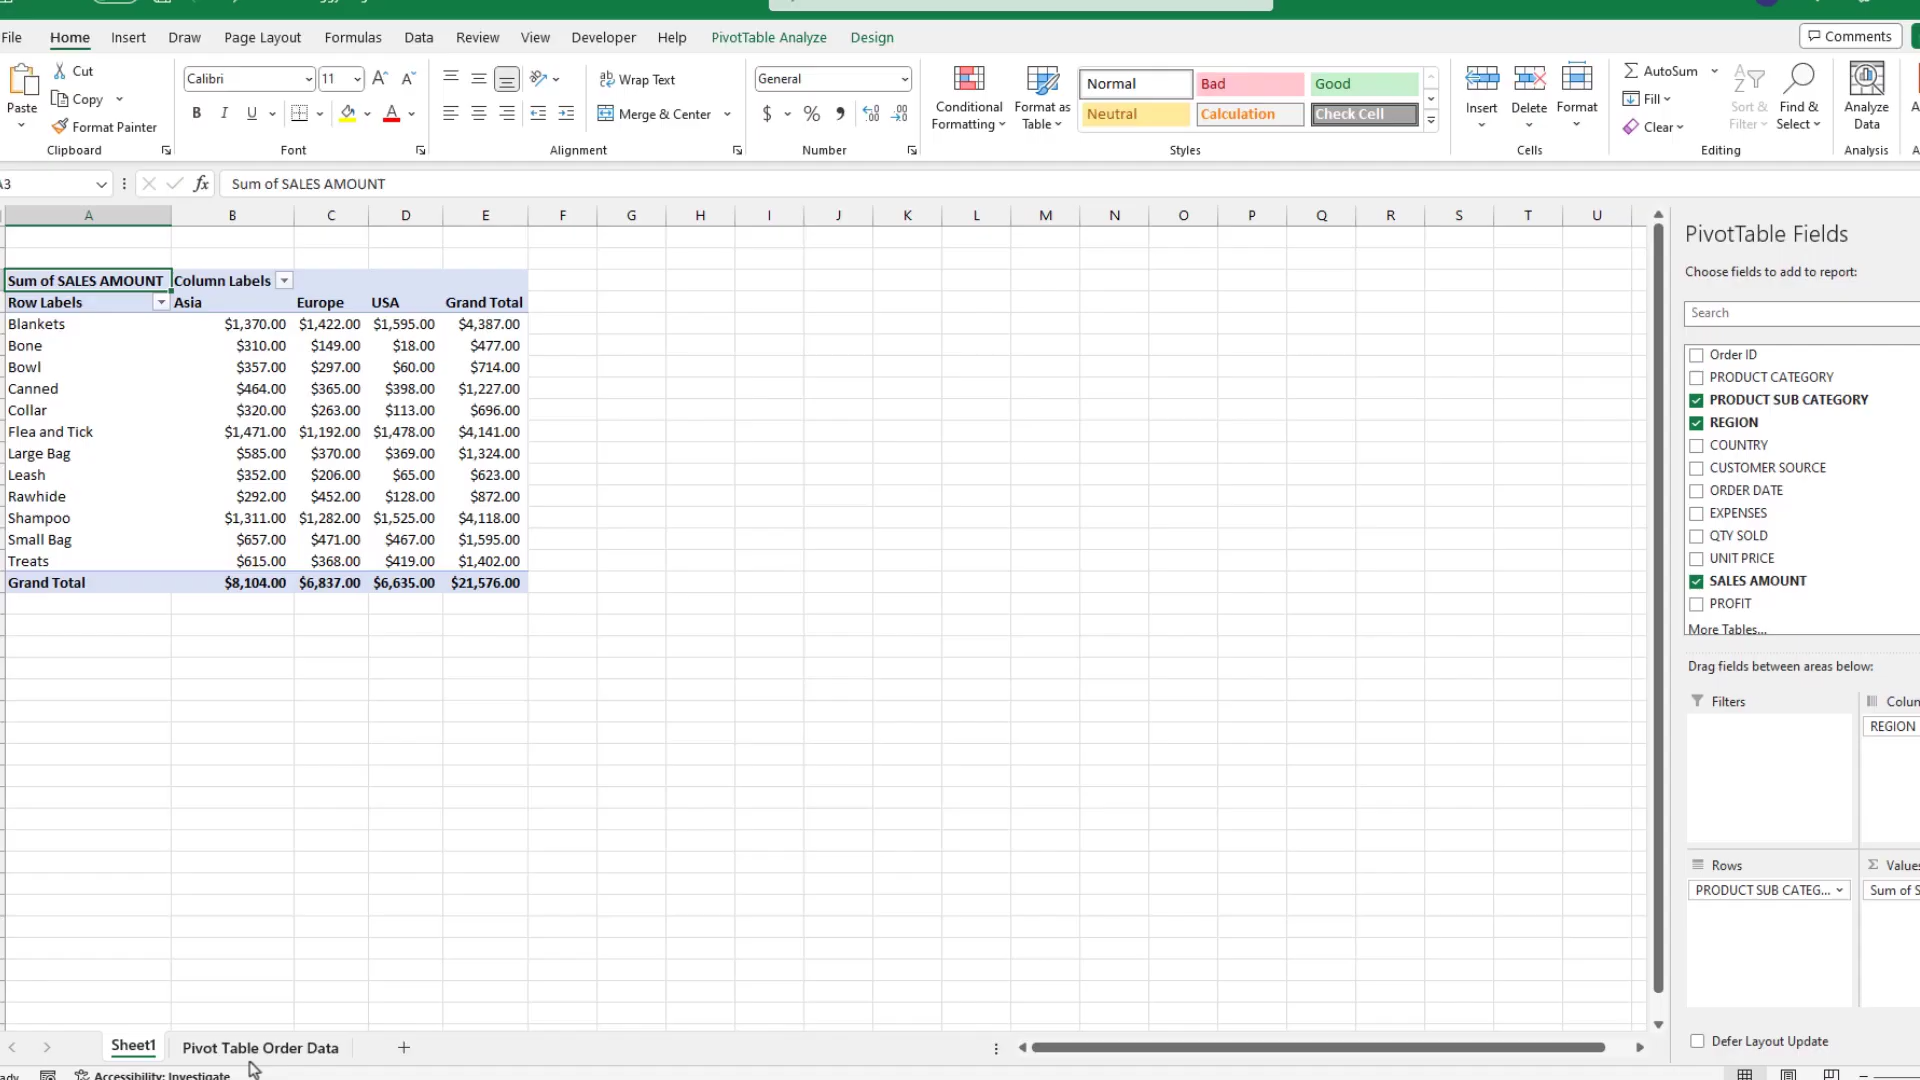 File Home Insert Draw Page Layout Formulas Data Review View Developer Help PivotTable Analyze Design Comments
Cut Calibri 11 Wrap Text General Normal Bad Good AutoSum
Paste Copy Merge & Center $ % Conditional Formatting Format as Table Neutral Calculation Check Cell Insert Delete Format Fill Sort & Filter Find & Select Analyze Data
Format Painter B I U Clear
Clipboard Font Alignment Number Styles Cells Editing Analysis
A3 fx Sum of SALES AMOUNT
A B C D E F G H I J K L M N O P Q R S T U
Sum of SALES AMOUNT Column Labels
Row Labels Asia Europe USA Grand Total
Blankets $1,370.00 $1,422.00 $1,595.00 $4,387.00
Bone $310.00 $149.00 $18.00 $477.00
Bowl $357.00 $297.00 $60.00 $714.00
Canned $464.00 $365.00 $398.00 $1,227.00
Collar $320.00 $263.00 $113.00 $696.00
Flea and Tick $1,471.00 $1,192.00 $1,478.00 $4,141.00
Large Bag $585.00 $370.00 $369.00 $1,324.00
Leash $352.00 $206.00 $65.00 $623.00
Rawhide $292.00 $452.00 $128.00 $872.00
Shampoo $1,311.00 $1,282.00 $1,525.00 $4,118.00
Small Bag $657.00 $471.00 $467.00 $1,595.00
Treats $615.00 $368.00 $419.00 $1,402.00
Grand Total $8,104.00 $6,837.00 $6,635.00 $21,576.00
PivotTable Fields
Choose fields to add to report:
Search
Order ID
PRODUCT CATEGORY
PRODUCT SUB CATEGORY
REGION
COUNTRY
CUSTOMER SOURCE
ORDER DATE
EXPENSES
QTY SOLD
UNIT PRICE
SALES AMOUNT
PROFIT
More Tables...
Drag fields between areas below:
Filters Colum
REGION
Rows Values
PRODUCT SUB CATEG... Sum of S
Defer Layout Update
Sheet1 Pivot Table Order Data
Accessibility: Investigate